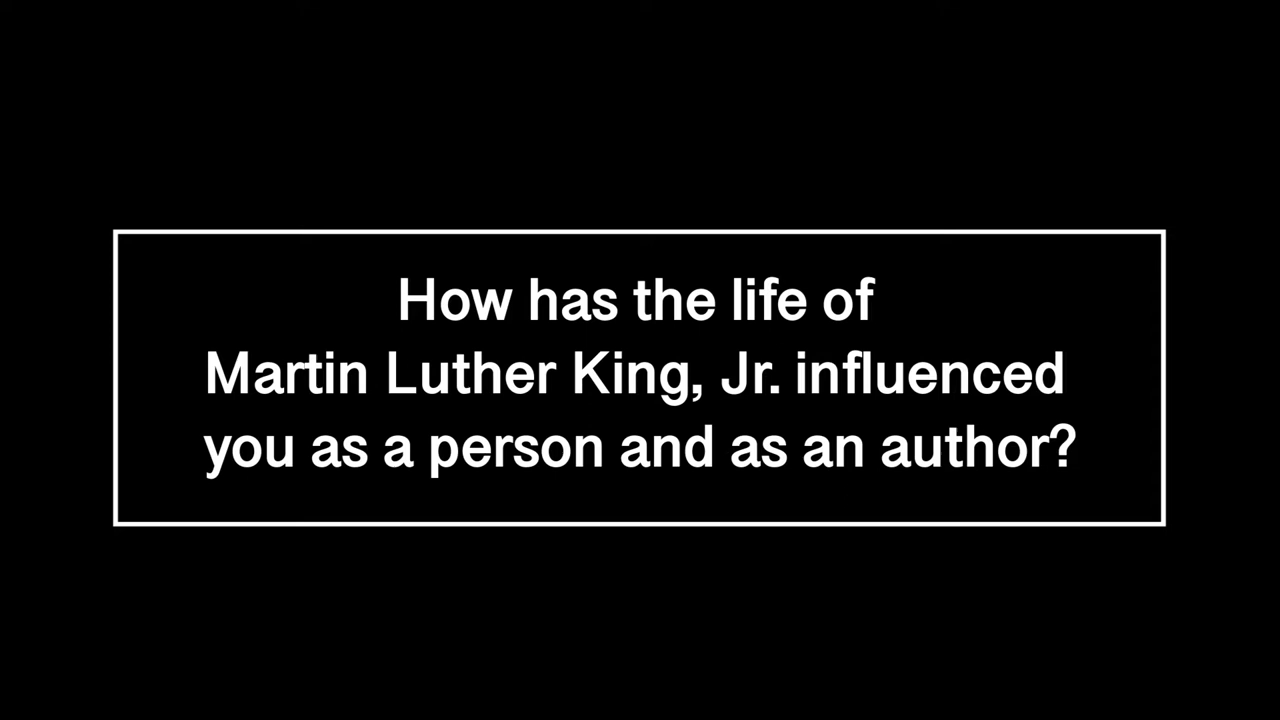 How has the life of
Martin Luther King, Jr. influenced
you as a person and as an author?